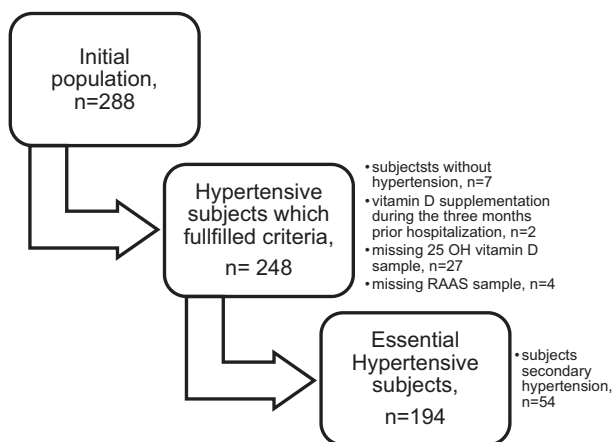 Initial
population,
n=288
Hypertensive
subjects which
fullfilled criteria,
n= 248
•subjectsts without
hypertension, n=7
•vitamin D supplementation
during the three months
prior hospitalization, n=2
•missing 25 OH vitamin D
sample, n=27
•missing RAAS sample, n=4
Essential
Hypertensive
subjects,
n=194
•subjects
secondary
hypertension,
n=54